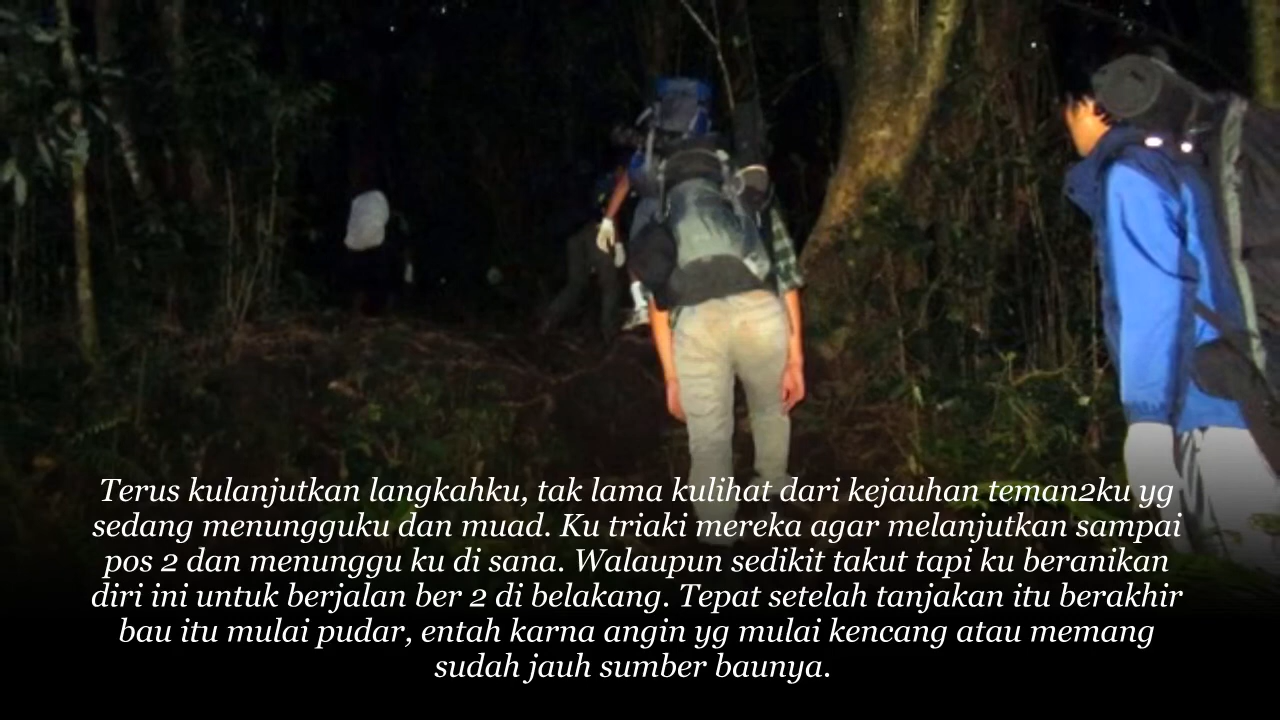 Terus kulanjutkan langkahku, tak lama kulihat dari kejauhan teman2ku yg
sedang menungguku dan muad. Ku triaki mereka agar melanjutkan sampai
pos 2 dan menunggu ku di sana. Walaupun sedikit takut tapi ku beranikan
diri ini untuk berjalan ber 2 di belakang. Tepat setelah tanjakan itu berakhir
bau itu mulai pudar, entah karna angin yg mulai kencang atau memang
sudah jauh sumber baunya.